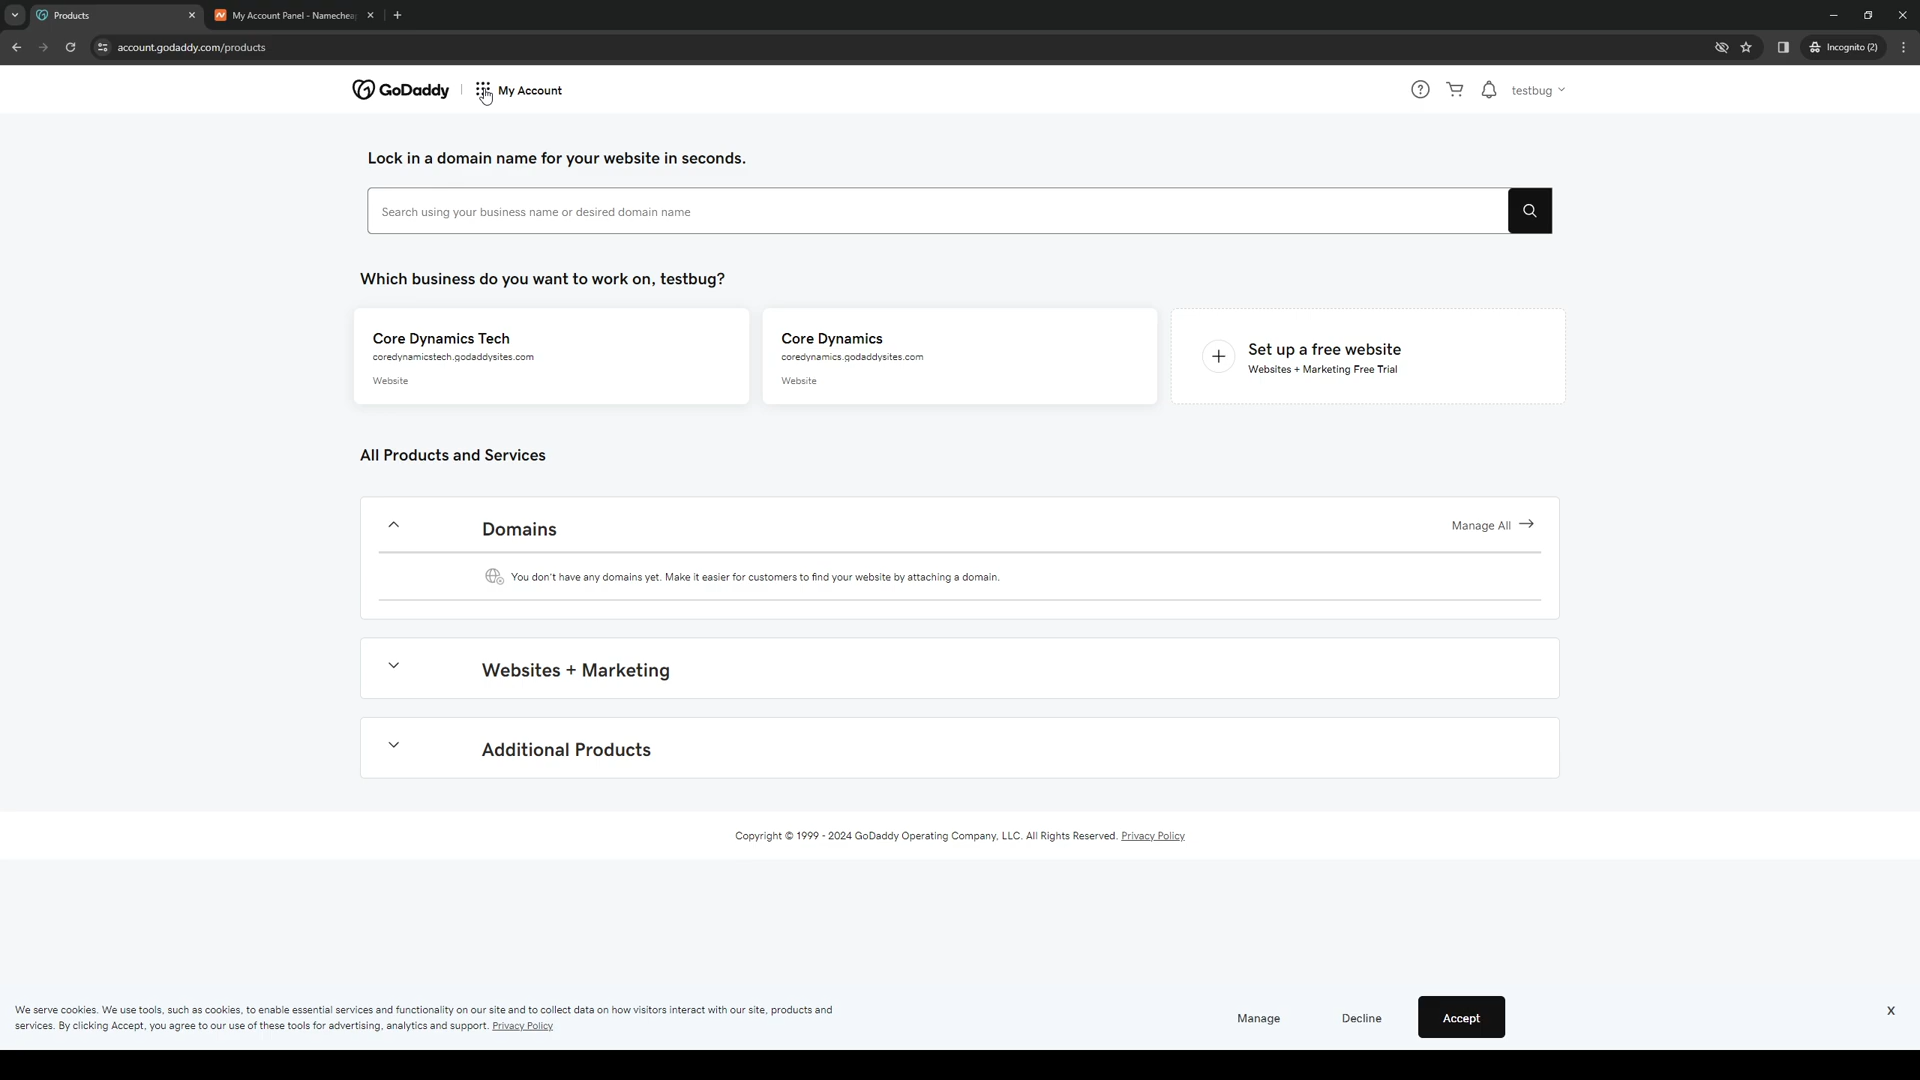 Products
My Account Panel - Namecheap
account.godaddy.com/products
Incognito (2)
GoDaddy
My Account
testbug
Lock in a domain name for your website in seconds.
Search using your business name or desired domain name
Which business do you want to work on, testbug?
Core Dynamics Tech
coredynamicstech.godaddysites.com
Website
Core Dynamics
coredynamics.godaddysites.com
Website
Set up a free website
Websites + Marketing Free Trial
All Products and Services
Domains
Manage All
You don't have any domains yet. Make it easier for customers to find your website by attaching a domain.
Websites + Marketing
Additional Products
Copyright © 1999 - 2024 GoDaddy Operating Company, LLC. All Rights Reserved. Privacy Policy
We serve cookies. We use tools, such as cookies, to enable essential services and functionality on our site and to collect data on how visitors interact with our site, products and
services. By clicking Accept, you agree to our use of these tools for advertising, analytics and support. Privacy Policy
Manage
Decline
Accept
X